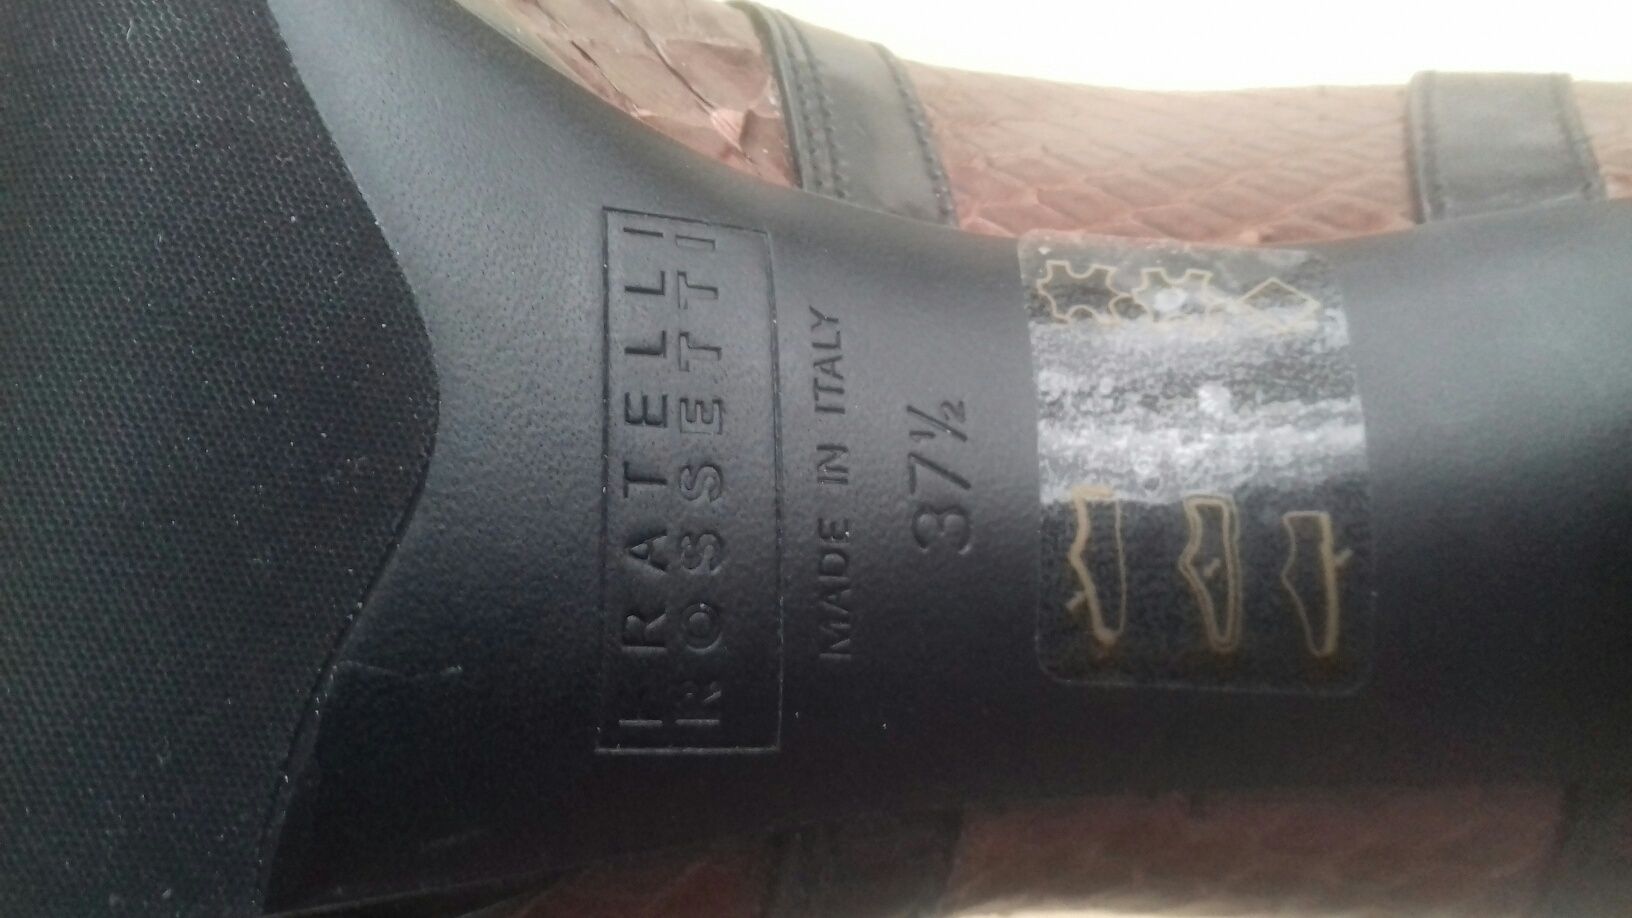 FRATELLI
ROSSETTI
MADE IN ITALY
37½